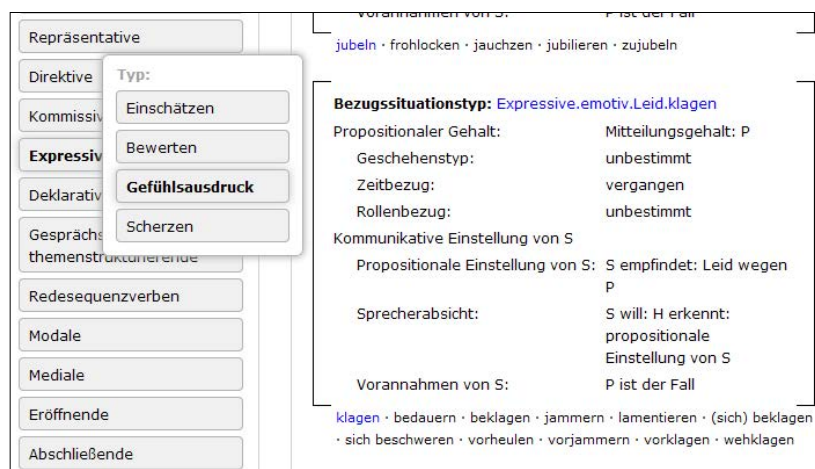 Repräsentative
Direktive
Kommissiv
Expressiv
Deklarativ
Gesprächs
themenstrukturierende
Redesequenzverben
Modale
Mediale
Eröffnende
Abschließende
Typ:
Einschätzen
Bewerten
Gefühlsausdruck
Scherzen
Vorannahmen von S: P ist der Fall
jubeln · frohlocken · jauchzen · jubilieren · zujubeln
Bezugssituationstyp: Expressive.emotiv.Leid.klagen
Propositionaler Gehalt: Mitteilungsgehalt: P
Geschehenstyp: unbestimmt
Zeitbezug: vergangen
Rollenbezug: unbestimmt
Kommunikative Einstellung von S
Propositionale Einstellung von S: S empfindet: Leid wegen
P
Sprecherabsicht: S will: H erkennt:
propositionale
Einstellung von S
Vorannahmen von S: P ist der Fall
klagen · bedauern · beklagen · jammern · lamentieren · (sich) beklagen
· sich beschweren · vorheulen · vorjammern · vorklagen · wehklagen